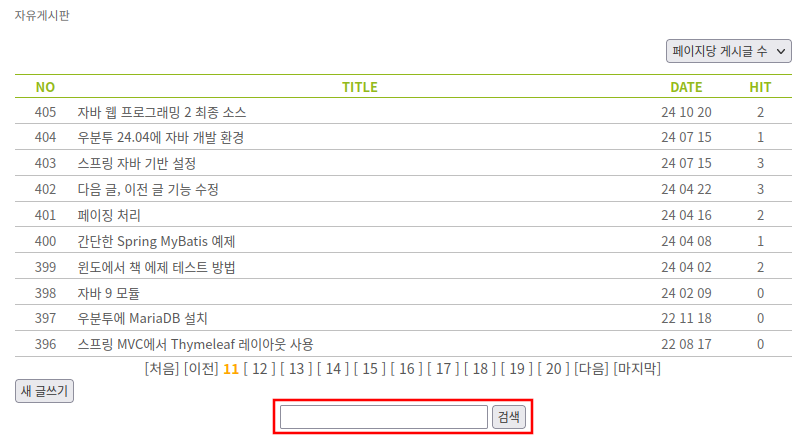 자유게시판
페이지당 게시글 수
NO TITLE DATE HIT
405 자바 웹 프로그래밍 2 최종 소스 24 10 20 2
404 우분투 24.04에 자바 개발 환경 24 07 15 1
403 스프링 자바 기반 설정 24 07 15 3
402 다음 글, 이전 글 기능 수정 24 04 22 3
401 페이징 처리 24 04 16 2
400 간단한 Spring MyBatis 예제 24 04 08 1
399 윈도에서 책 에제 테스트 방법 24 04 02 2
398 자바 9 모듈 24 02 09 0
397 우분투에 MariaDB 설치 22 11 18 0
396 스프링 MVC에서 Thymeleaf 레이아웃 사용 22 08 17 0
[처음] [이전] 11 [ 12 ] [ 13 ] [ 14 ] [ 15 ] [ 16 ] [ 17 ] [ 18 ] [ 19 ] [ 20 ] [다음] [마지막]
새 글쓰기
검색